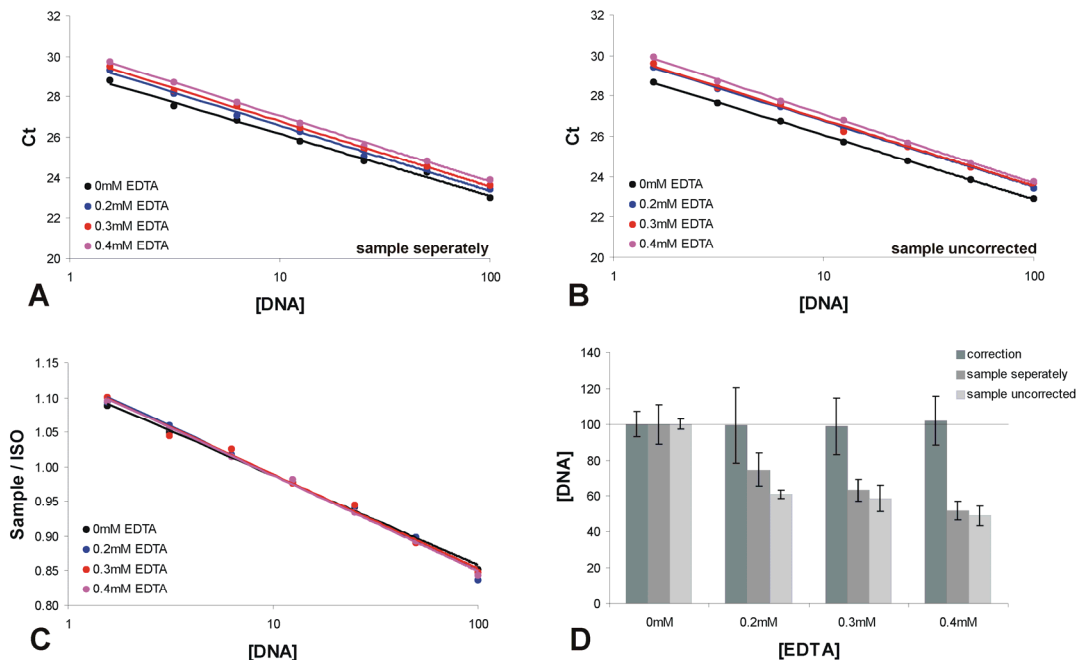 32
30
28
26
24
22
20
Ct
0mM EDTA
0.2mM EDTA
0.3mM EDTA
0.4mM EDTA
sample seperately
1 10 100
A
[DNA]
32
30
28
26
24
22
20
Ct
0mM EDTA
0.2mM EDTA
0.3mM EDTA
0.4mM EDTA
sample uncorrected
1 10 100
B
[DNA]
1.15
1.10
1.05
1.00
0.95
0.90
0.85
0.80
Sample / ISO
0mM EDTA
0.2mM EDTA
0.3mM EDTA
0.4mM EDTA
1 10 100
C
[DNA]
140
120
100
80
60
40
20
0
[DNA]
correction
sample seperately
sample uncorrected
0mM 0.2mM 0.3mM 0.4mM
D
[EDTA]